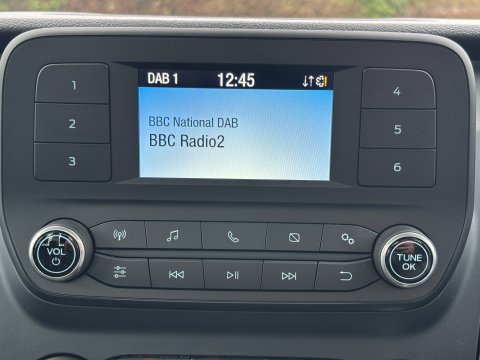 DAB 1 12:45
BBC National DAB
BBC Radio2
1
2
3
4
5
6
VOL
TUNE
OK